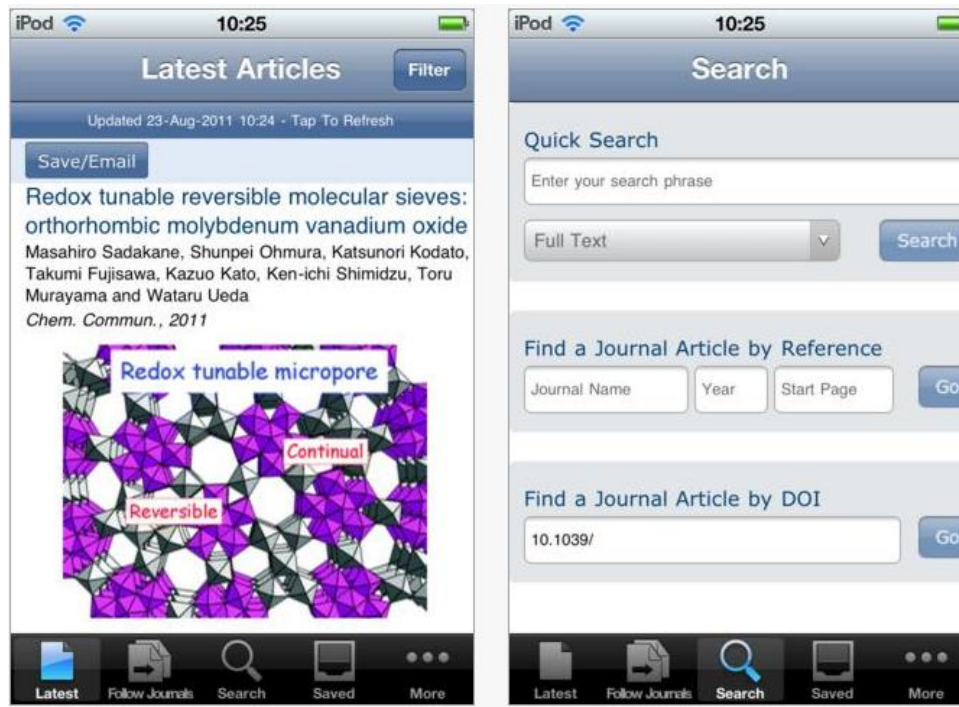 iPod 10:25
Latest Articles Filter
Updated 23-Aug-2011 10:24 - Tap To Refresh
Save/Email
Redox tunable reversible molecular sieves:
orthorhombic molybdenum vanadium oxide
Masahiro Sadakane, Shunpei Ohmura, Katsunori Kodato,
Takumi Fujisawa, Kazuo Kato, Ken-ichi Shimidzu, Toru
Murayama and Wataru Ueda
Chem. Commun., 2011
Redox tunable micropore
Continual
Reversible
Latest Follow Journals Search Saved More
iPod 10:25
Search
Quick Search
Enter your search phrase
Full Text Search
Find a Journal Article by Reference
Journal Name Year Start Page Go
Find a Journal Article by DOI
10.1039/ Go
Latest Follow Journals Search Saved More